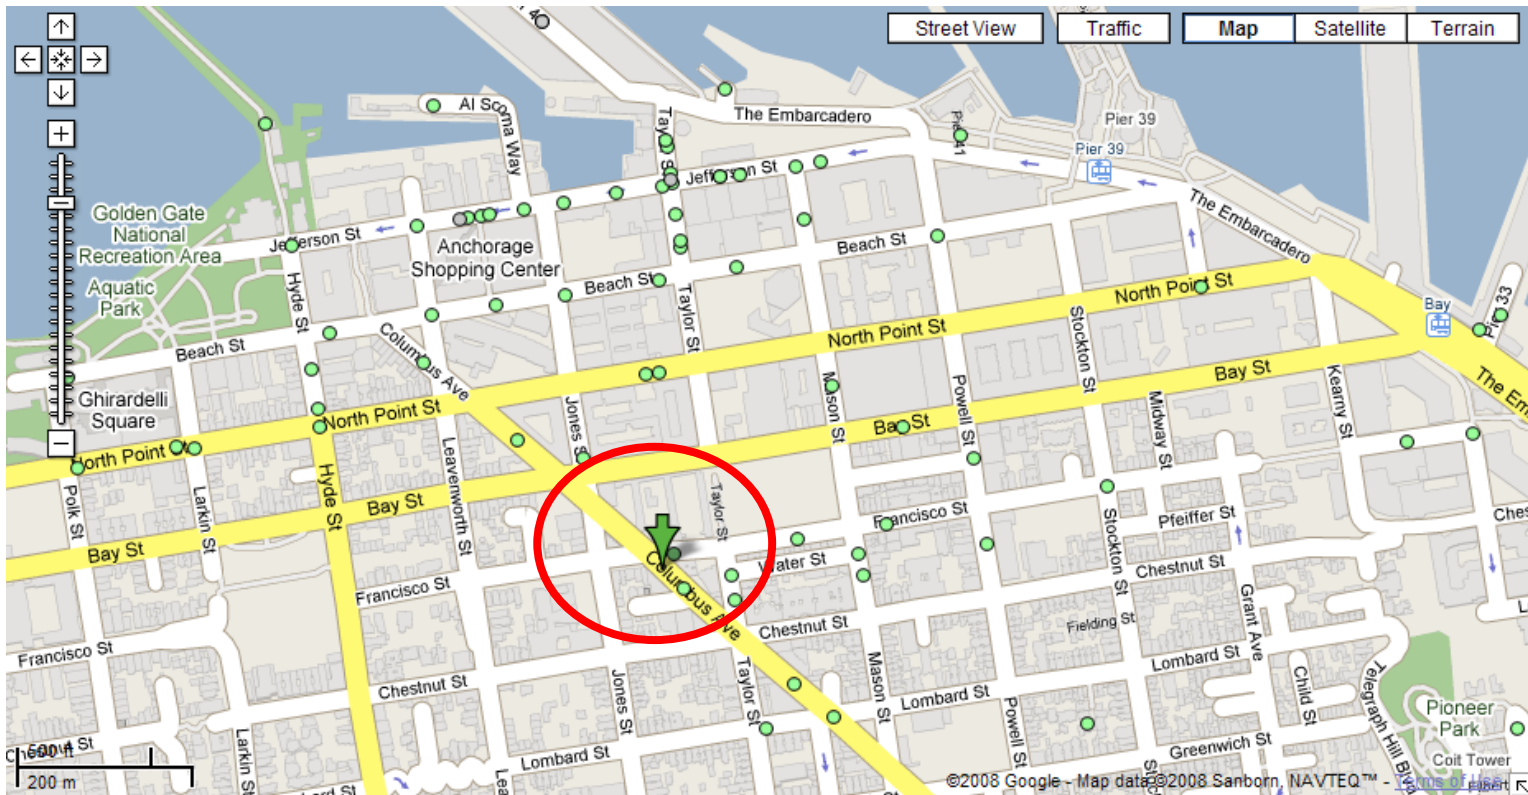 Street View
Traffic
Map
Satellite
Terrain
Al Scoma Way
The Embarcadero
Pier 39
Pier 41
Pier 39
Taylor St
Jefferson St
Golden Gate
National
Recreation Area
Jefferson St
Anchorage
Shopping Center
Beach St
The Embarcadero
Aquatic
Park
Hyde St
Beach St
Taylor St
North Point St
Bay
Pier 33
Beach St
Columbus Ave
North Point St
Stockton St
Ghirardelli
Square
North Point St
Jones St
Mason St
Powell St
Bay St
Kearny St
The Em
North Point St
Leavenworth St
Bay St
Midway St
Polk St
Larkin St
Hyde St
Bay St
Taylor St
Francisco St
Stockton St
Pfeiffer St
Ches
Bay St
Columbus Ave
Water St
Chestnut St
Grant Ave
Francisco St
Chestnut St
Fielding St
Francisco St
Chestnut St
Jones St
Taylor St
Mason St
Lombard St
Lombard St
Child St
Telegraph Hill Blv
Powell St
Pioneer
Park
Chestnut St
500 ft
200 m
Larkin St
Lea
Lombard St
Greenwich St
Coit Tower
©2008 Google - Map data ©2008 Sanborn, NAVTEQ™ - Terms of Use
Filbert